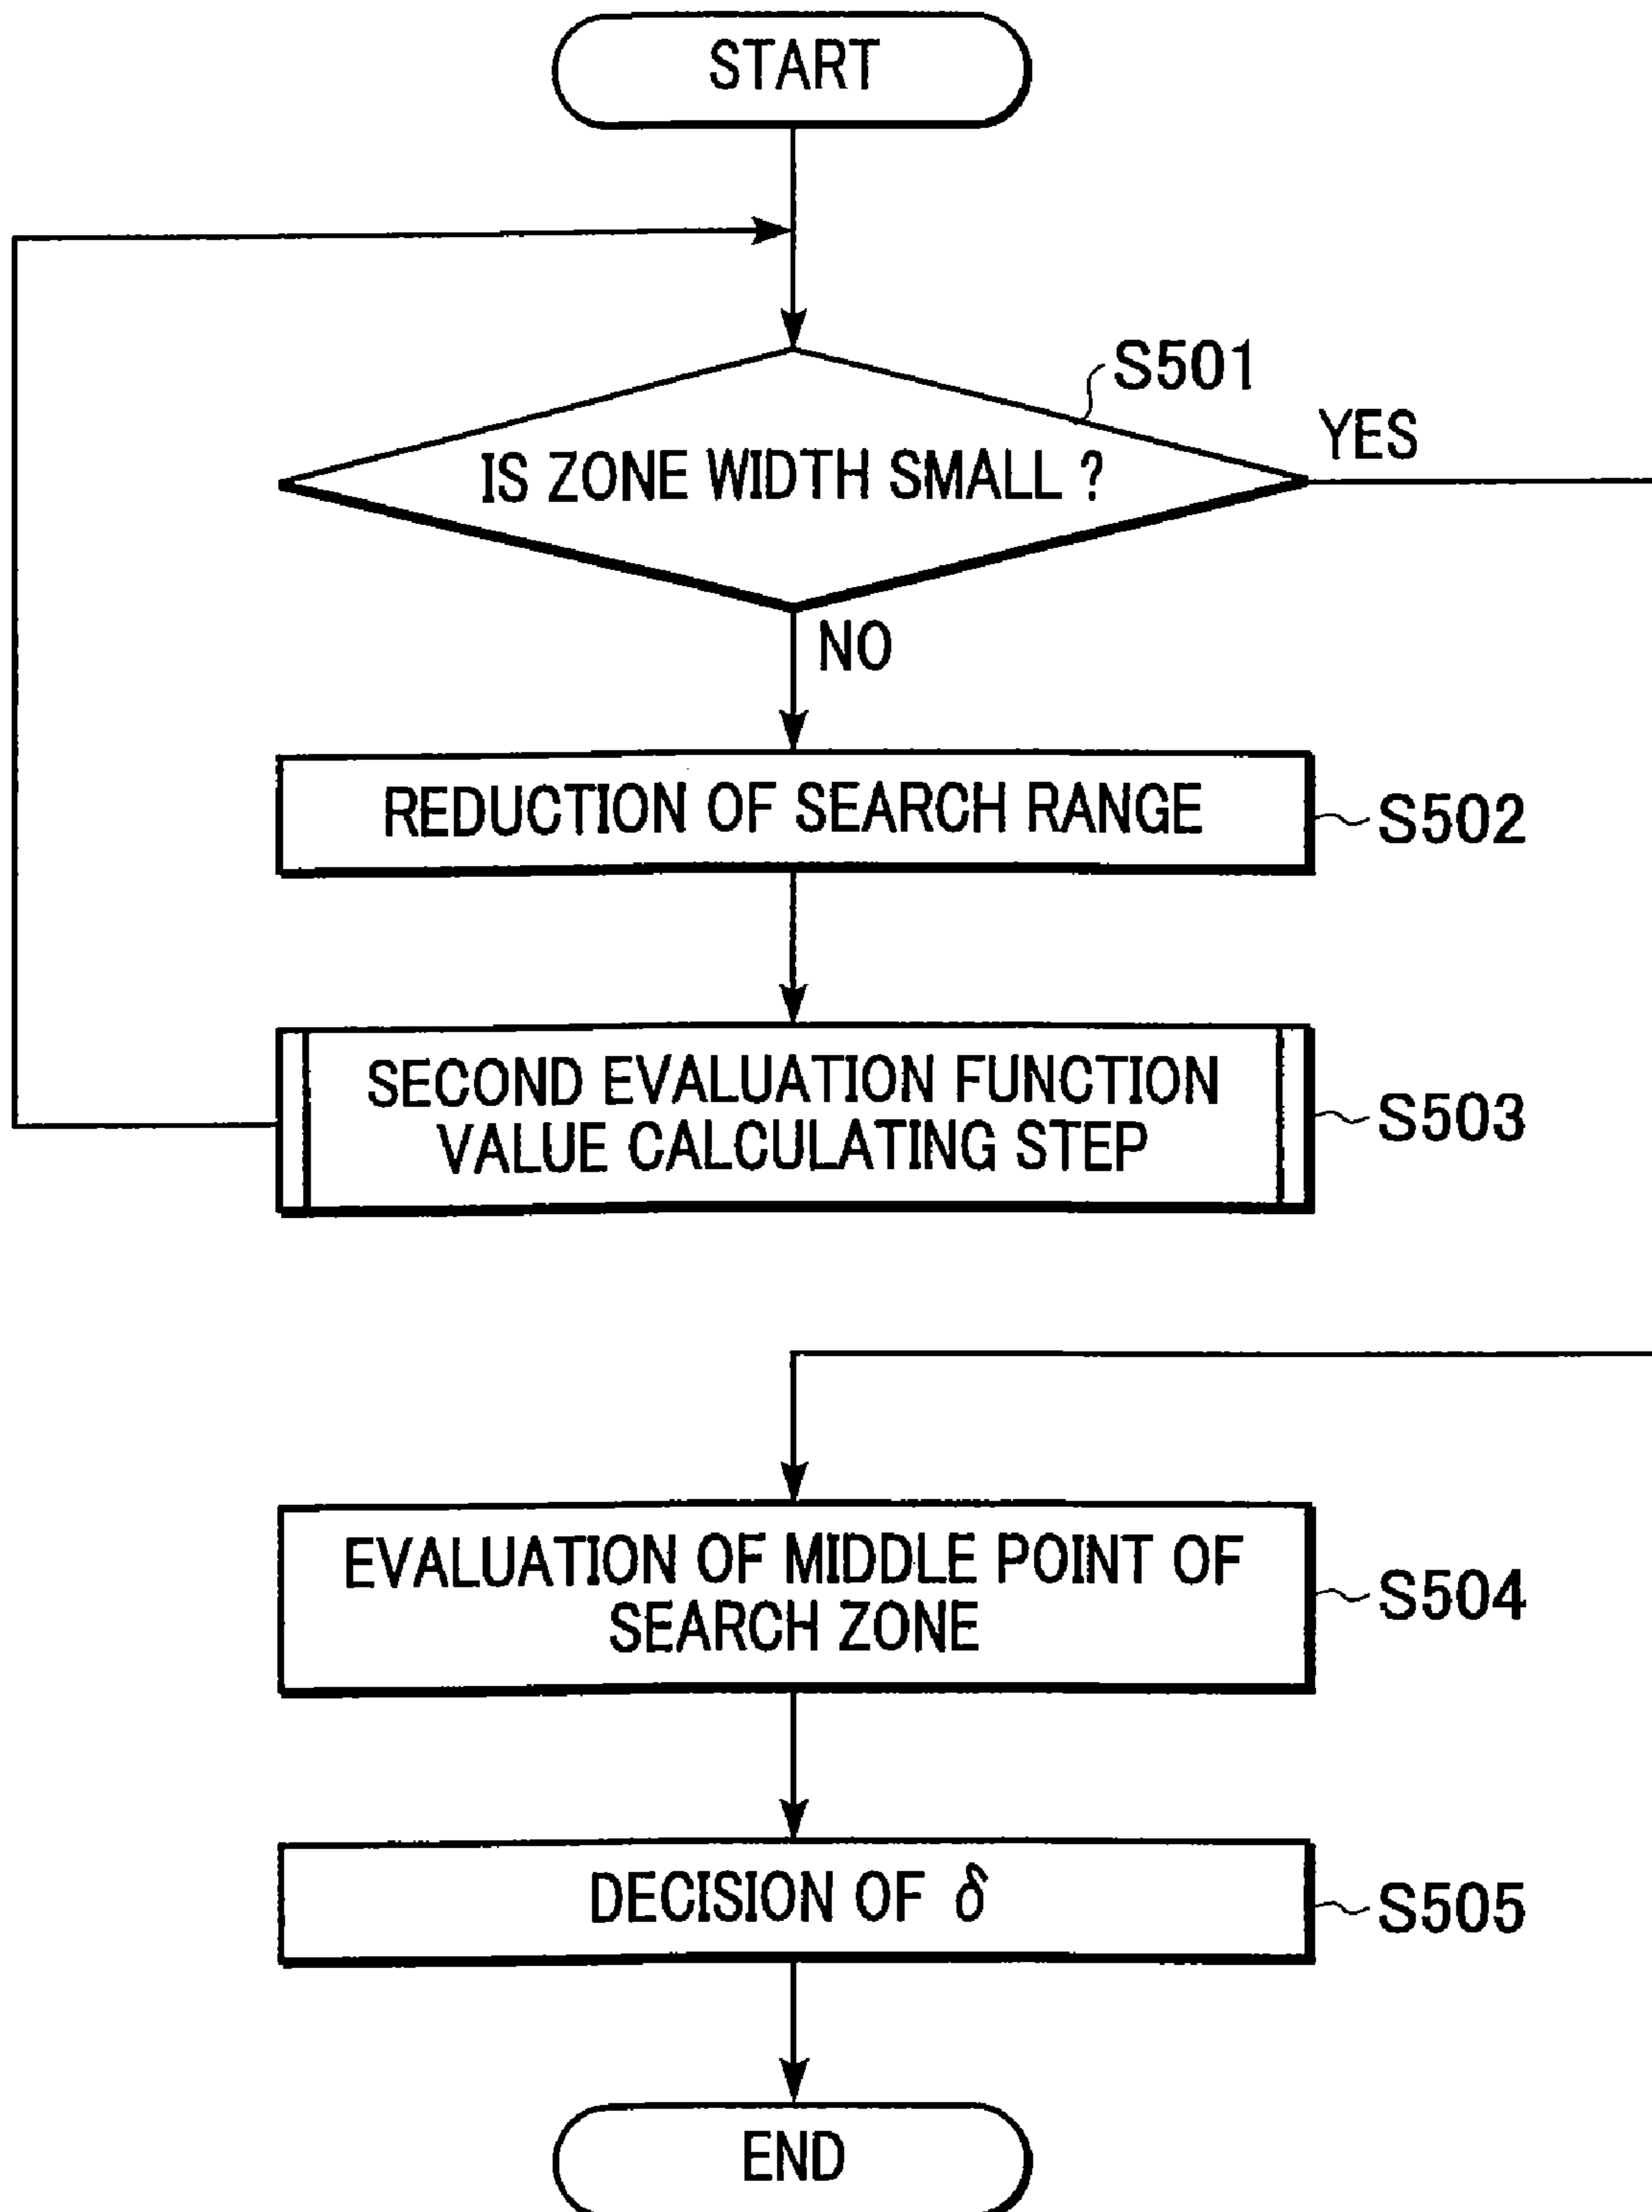 START
S501
YES
IS ZONE WIDTH SMALL ?
NO
REDUCTION OF SEARCH RANGE
S502
SECOND EVALUATION FUNCTION
VALUE CALCULATING STEP
S503
EVALUATION OF MIDDLE POINT OF
SEARCH ZONE
S504
DECISION OF δ
S505
END